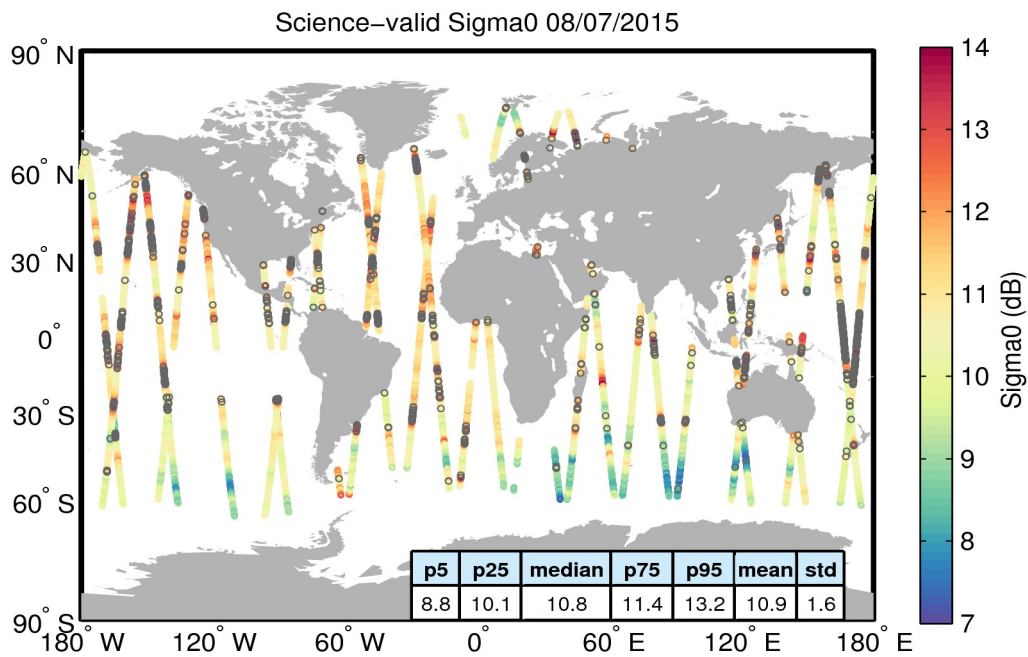 Science−valid Sigma0 08/07/2015
90° N
60° N
30° N
0°
30° S
60° S
90° S
180° W
120° W
60° W
0°
60° E
120° E
180° E
14
13
12
11
10
9
8
7
Sigma0 (dB)
p5 p25 median p75 p95 mean std
8.8 10.1 10.8 11.4 13.2 10.9 1.6